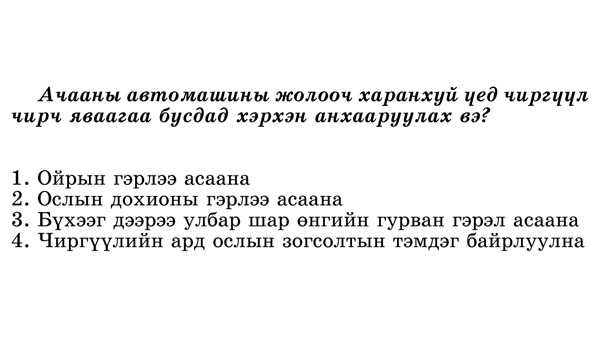 Ачааны автомашины жолооч харанхуй үед чиргүүл
чирч яваагаа бусдад хэрхэн анхааруулах вэ?
1. Ойрын гэрлээ асаана
2. Ослын дохионы гэрлээ асаана
3. Бүхээг дээрээ улбар шар өнгийн гурван гэрэл асаана
4. Чиргүүлийн ард ослын зогсолтын тэмдэг байрлуулна